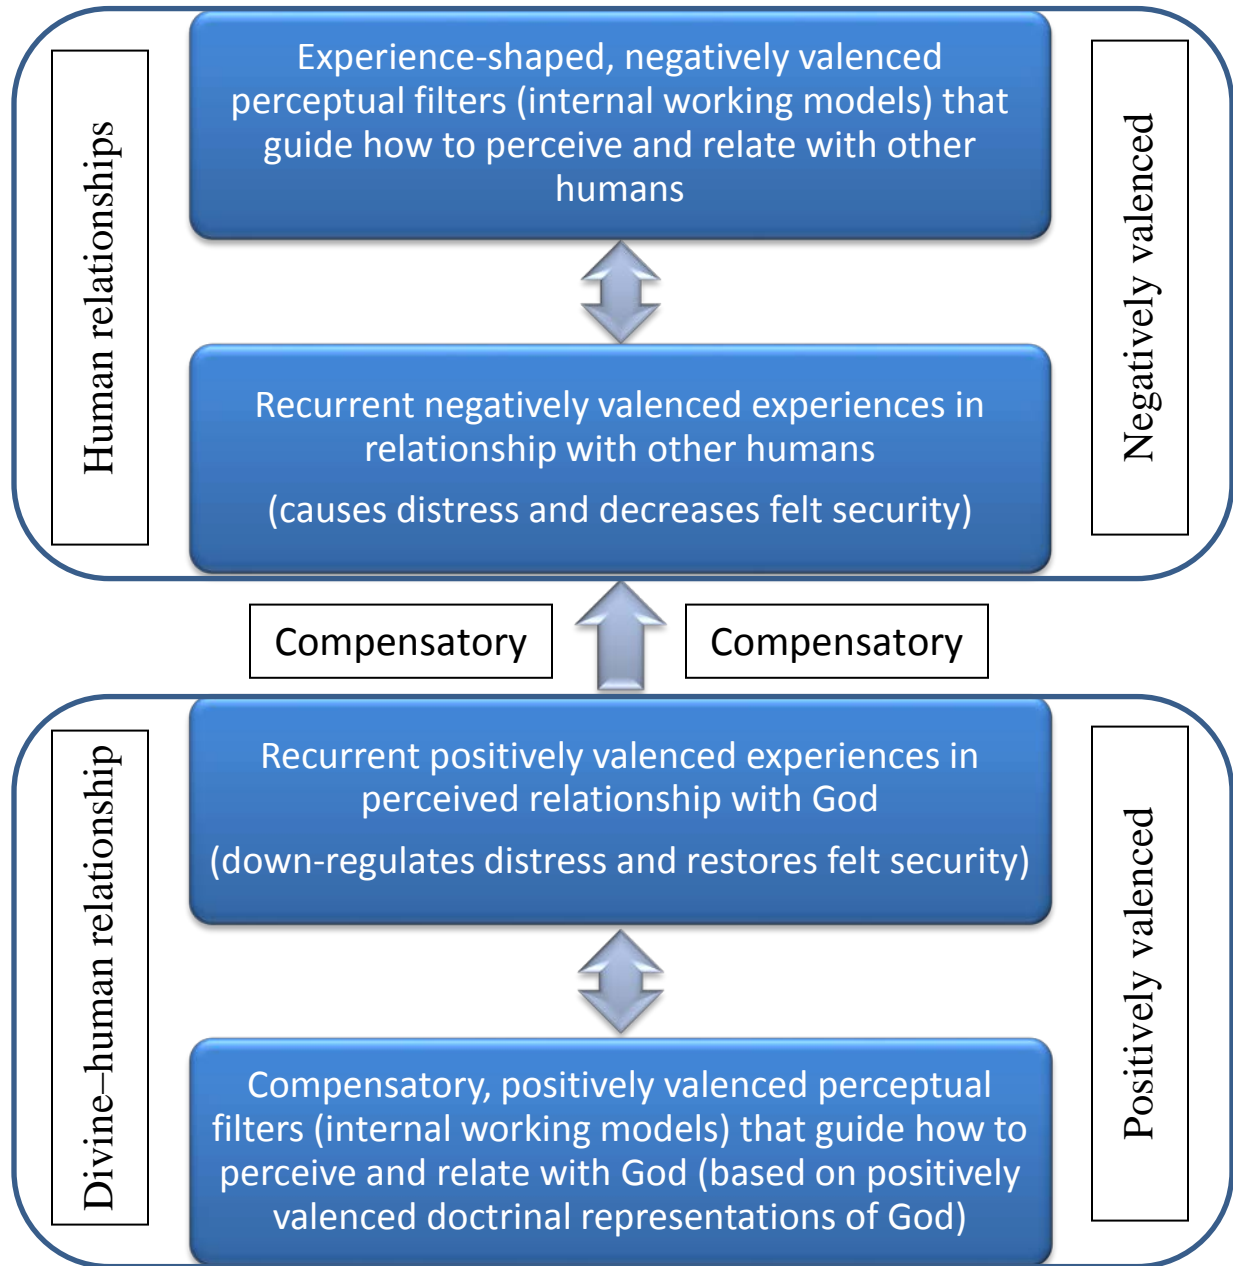 Human relationships
Experience-shaped, negatively valenced
perceptual filters (internal working models) that
guide how to perceive and relate with other
humans
Negatively valenced
Recurrent negatively valenced experiences in
relationship with other humans
(causes distress and decreases felt security)
Compensatory
Compensatory
Divine–human relationship
Recurrent positively valenced experiences in
perceived relationship with God
(down-regulates distress and restores felt security)
Positively valenced
Compensatory, positively valenced perceptual
filters (internal working models) that guide how to
perceive and relate with God (based on positively
valenced doctrinal representations of God)